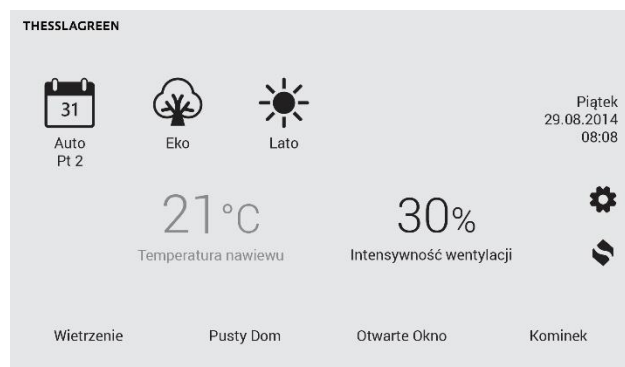 THESSLAGREEN
31
Auto
Pt 2
Eko
Lato
Piątek
29.08.2014
08:08
21°C
Temperatura nawiewu
30%
Intensywność wentylacji
Wietrzenie
Pusty Dom
Otwarte Okno
Kominek